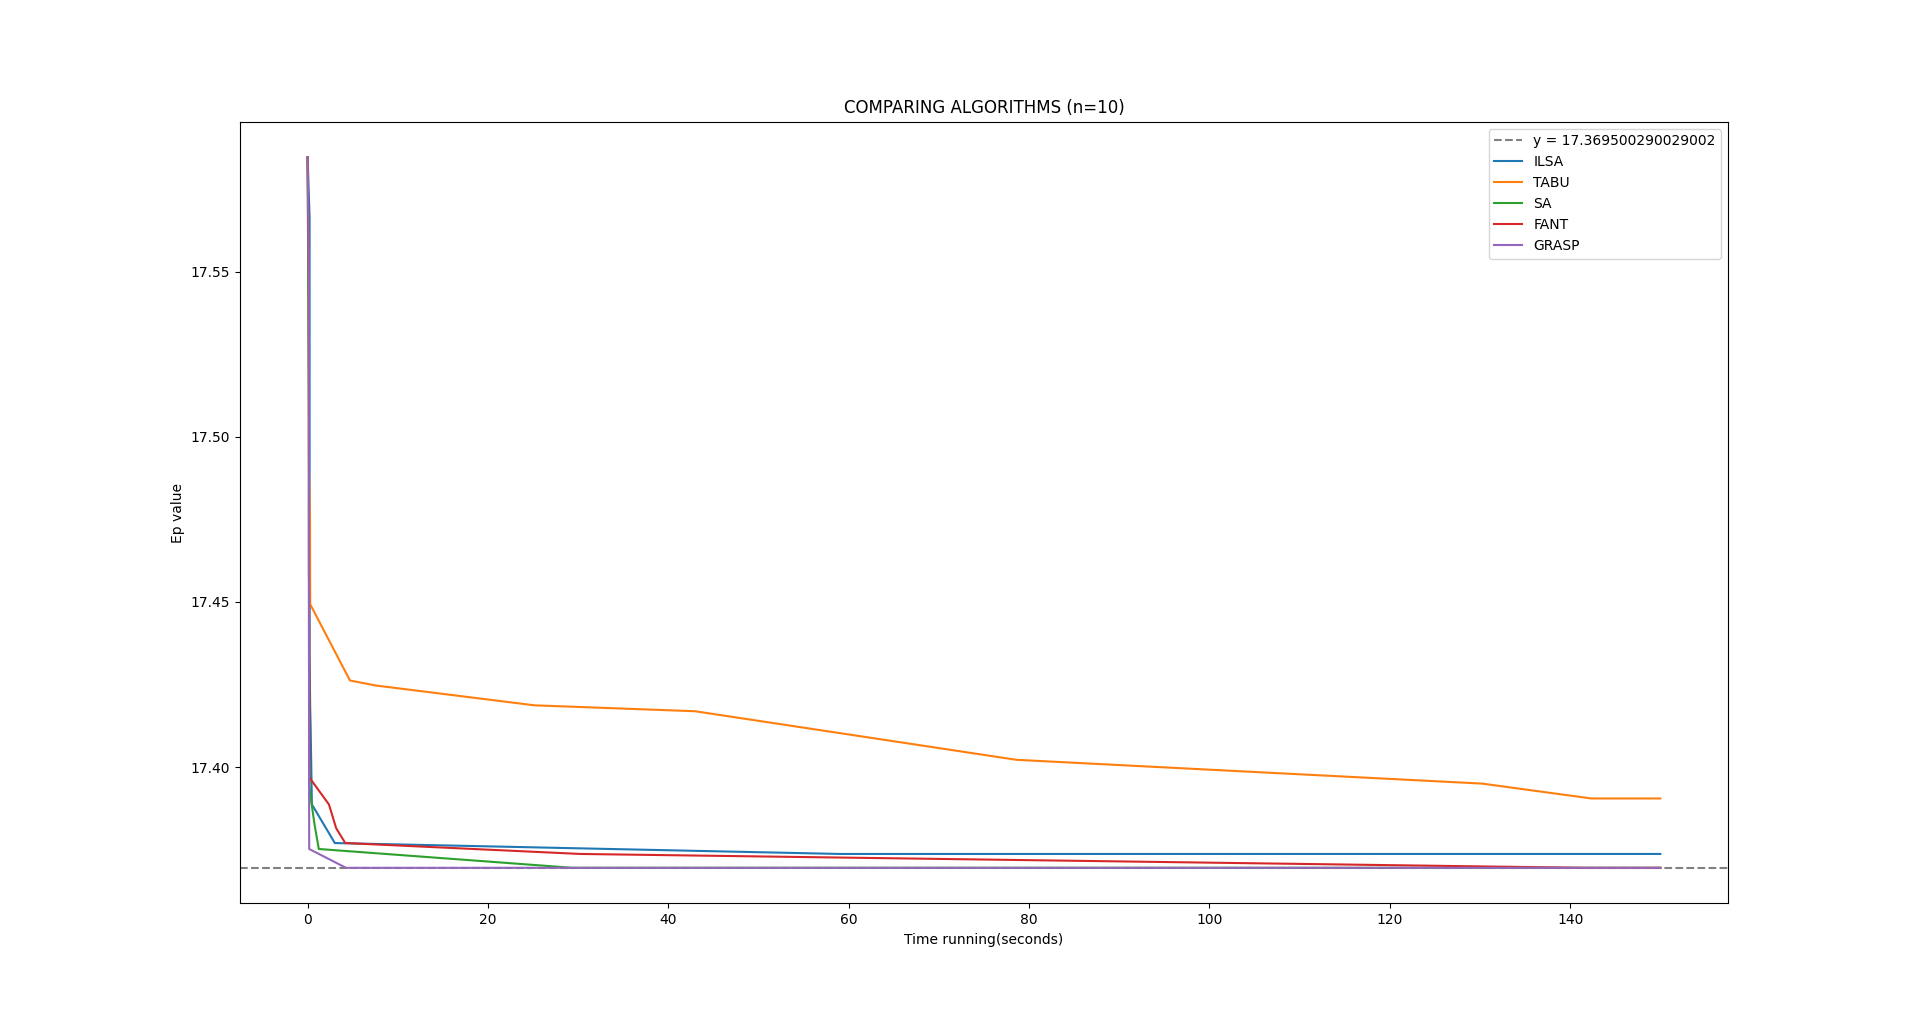 COMPARING ALGORITHMS (n=10)
y = 17.369500290029002
ILSA
TABU
SA
FANT
GRASP
17.55
17.50
17.45
17.40
Ep value
0
20
40
60
80
100
120
140
Time running(seconds)